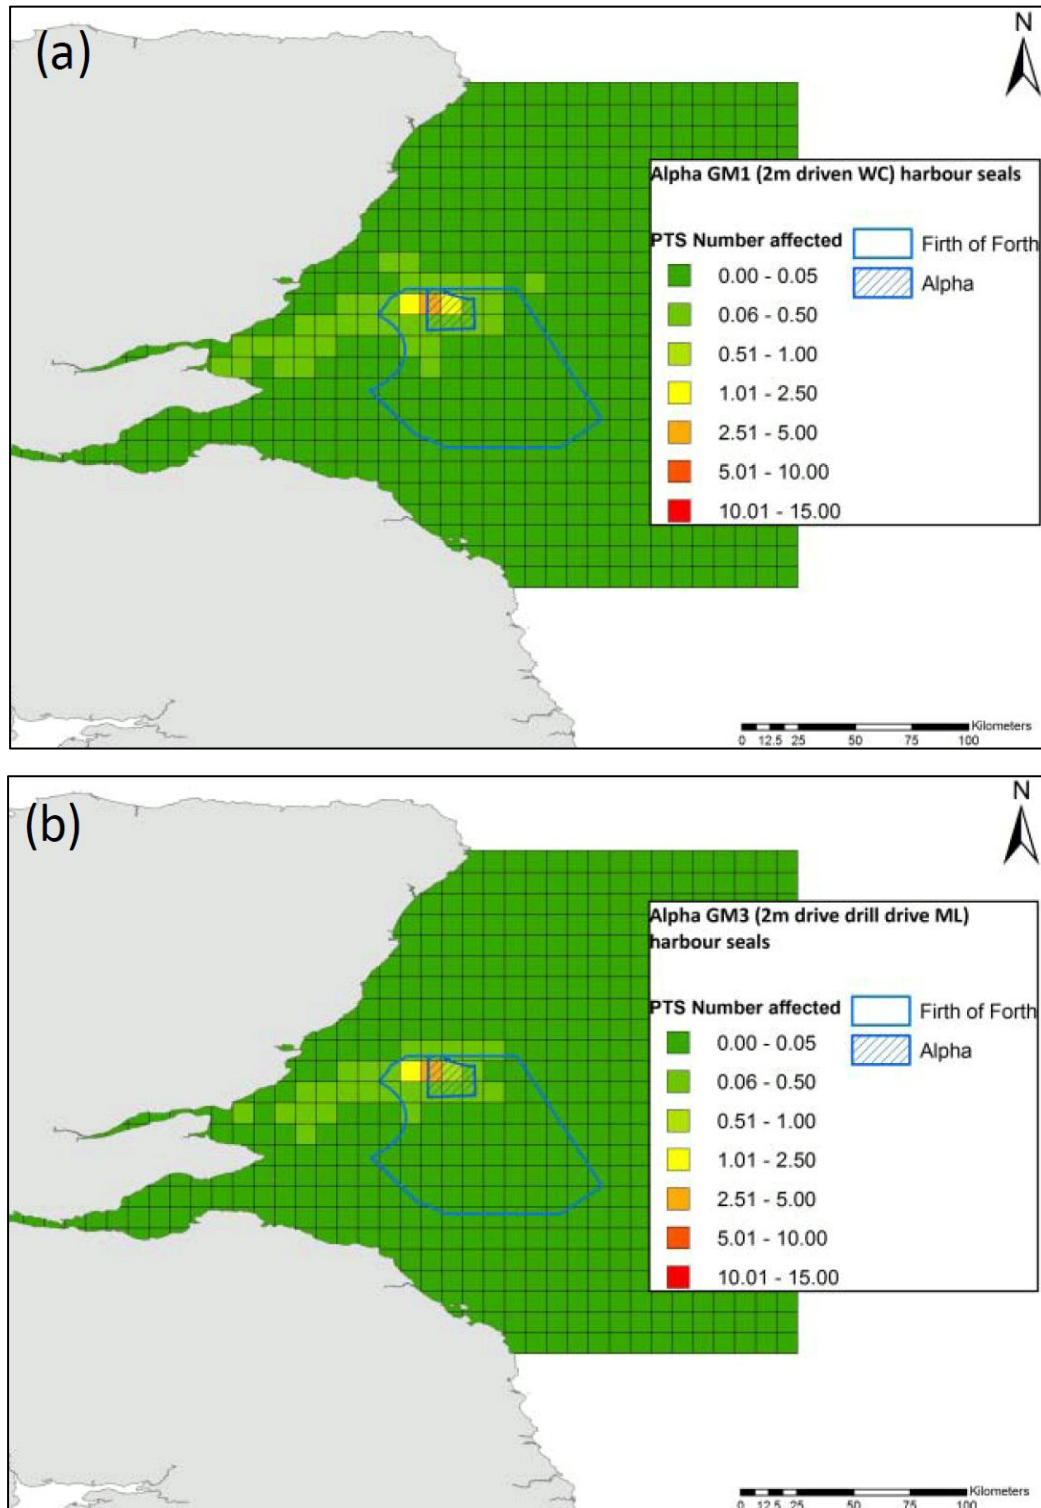 (a)
N
Alpha GM1 (2m driven WC) harbour seals
PTS Number affected
0.00 - 0.05
0.06 - 0.50
0.51 - 1.00
1.01 - 2.50
2.51 - 5.00
5.01 - 10.00
10.01 - 15.00
Firth of Forth
Alpha
Kilometers
0 12.5 25 50 75 100
(b)
N
Alpha GM3 (2m drive drill drive ML)
harbour seals
PTS Number affected
0.00 - 0.05
0.06 - 0.50
0.51 - 1.00
1.01 - 2.50
2.51 - 5.00
5.01 - 10.00
10.01 - 15.00
Firth of Forth
Alpha
Kilometers
0 12.5 25 50 75 100